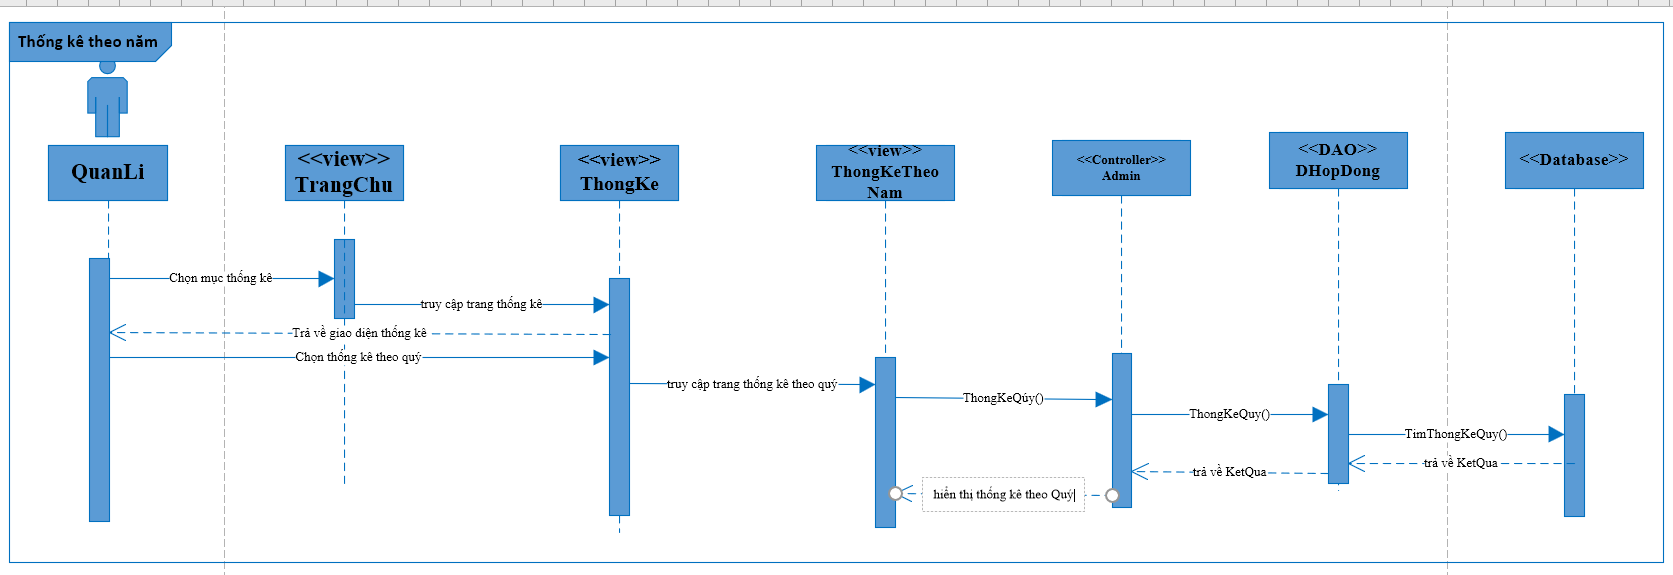 Thống kê theo năm
QuanLi
<<view>>
TrangChu
<<view>>
ThongKe
<<view>>
ThongKeTheo
Nam
<<Controller>>
Admin
<<DAO>>
DHopDong
<<Database>>
Chọn mục thống kê
truy cập trang thống kê
Trả về giao diện thống kê
Chọn thống kê theo quý
truy cập trang thống kê theo quý
ThongKeQúy()
ThongKeQuy()
TimThongKeQuy()
trả về KetQua
trả về KetQua
hiển thị thống kê theo Quý